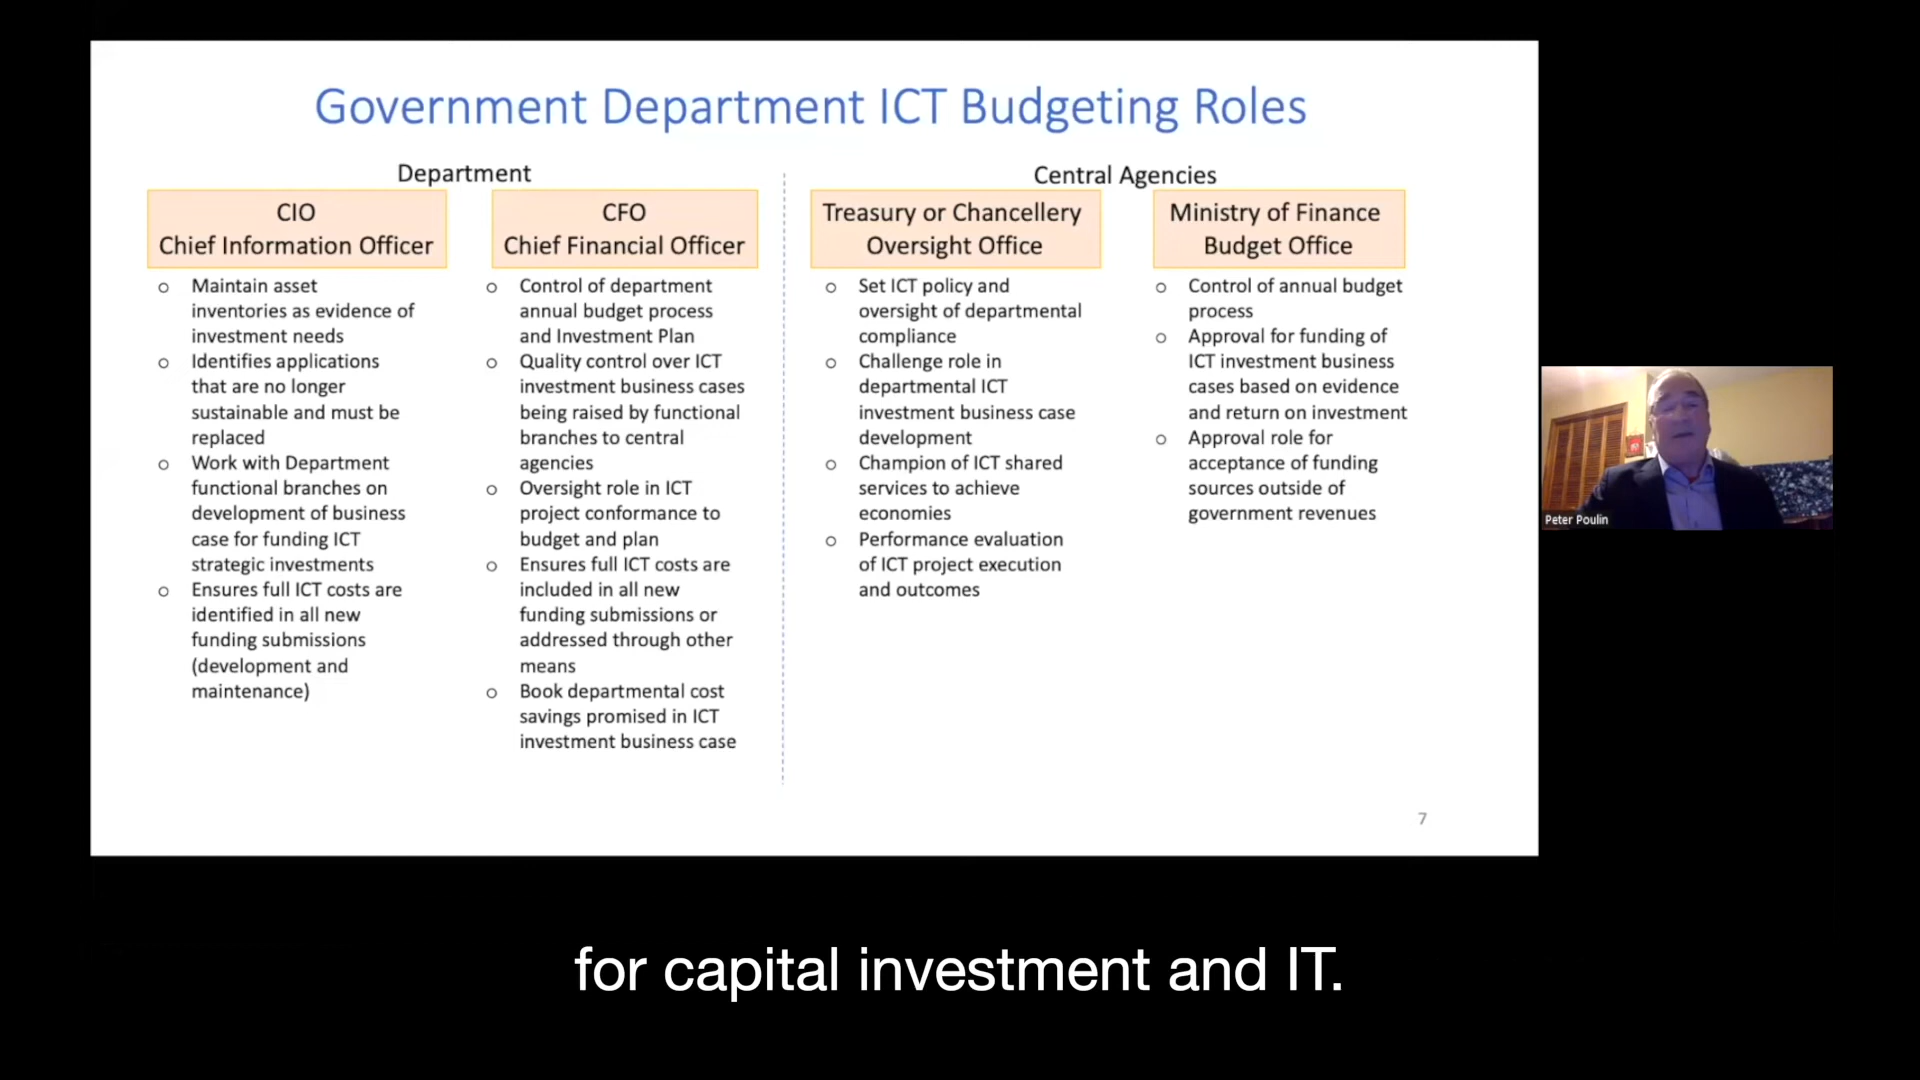 Government Department ICT Budgeting Roles
Department
CIO
Chief Information Officer
o Maintain asset
inventories as evidence of
investment needs
o Identifies applications
that are no longer
sustainable and must be
replaced
o Work with Department
functional branches on
development of business
case for funding ICT
strategic investments
o Ensures full ICT costs are
identified in all new
funding submissions
(development and
maintenance)
CFO
Chief Financial Officer
o Control of department
annual budget process
and Investment Plan
o Quality control over ICT
investment business cases
being raised by functional
branches to central
agencies
o Oversight role in ICT
project conformance to
budget and plan
o Ensures full ICT costs are
included in all new
funding submissions or
addressed through other
means
o Book departmental cost
savings promised in ICT
investment business case
Central Agencies
Treasury or Chancellery
Oversight Office
o Set ICT policy and
oversight of departmental
compliance
o Challenge role in
departmental ICT
investment business case
development
o Champion of ICT shared
services to achieve
economies
o Performance evaluation
of ICT project execution
and outcomes
Ministry of Finance
Budget Office
o Control of annual budget
process
o Approval for funding of
ICT investment business
cases based on evidence
and return on investment
o Approval role for
acceptance of funding
sources outside of
government revenues
7
Peter Poulin
for capital investment and IT.